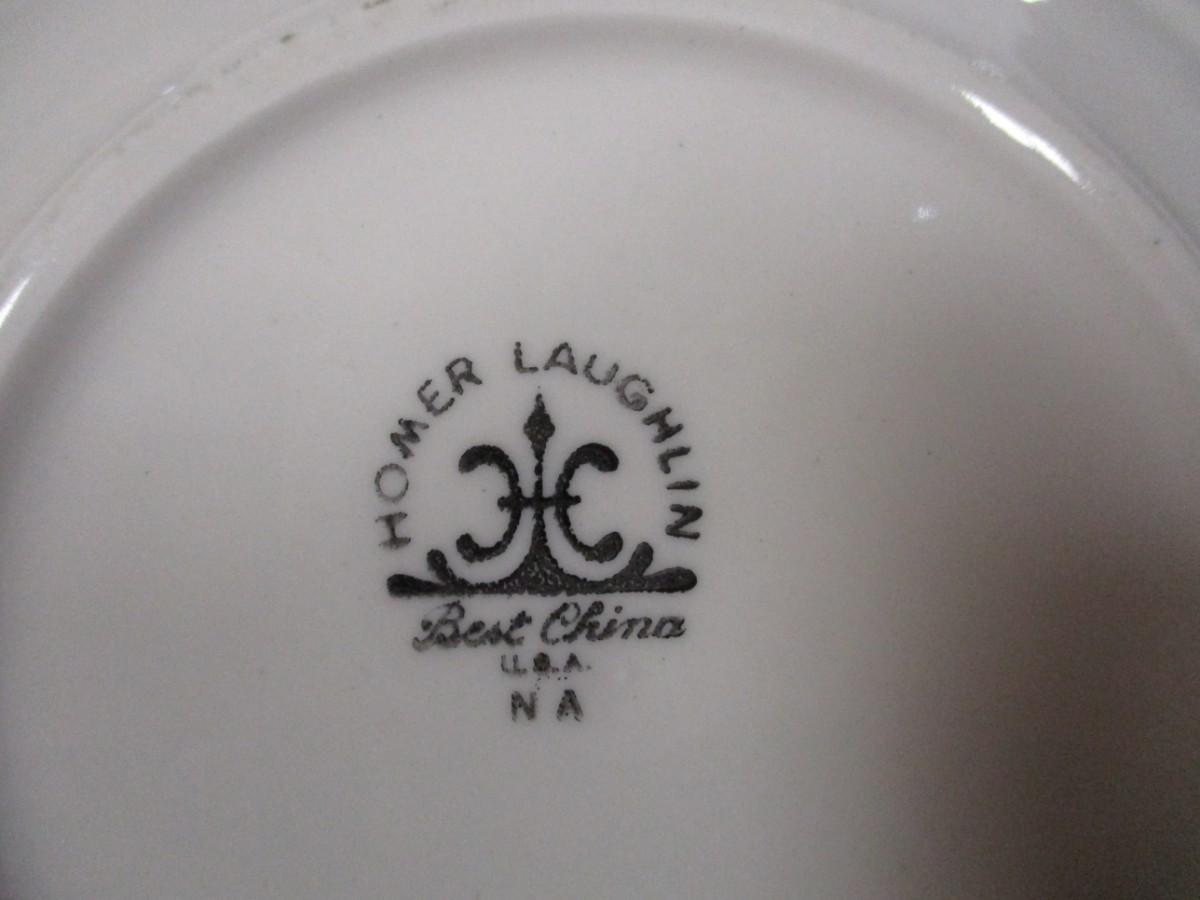 HOMER LAUGHLIN
Best China
U.S.A.
N A